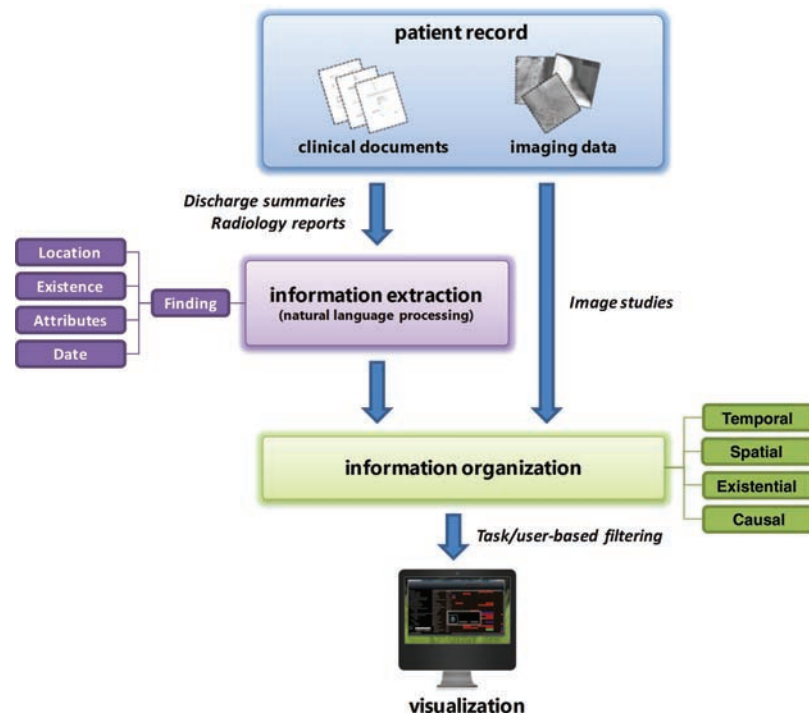 patient record
clinical documents
imaging data
Discharge summaries
Radiology reports
Location
Existence
Attributes
Date
Finding
information extraction
(natural language processing)
Image studies
information organization
Temporal
Spatial
Existential
Causal
Task/user-based filtering
visualization